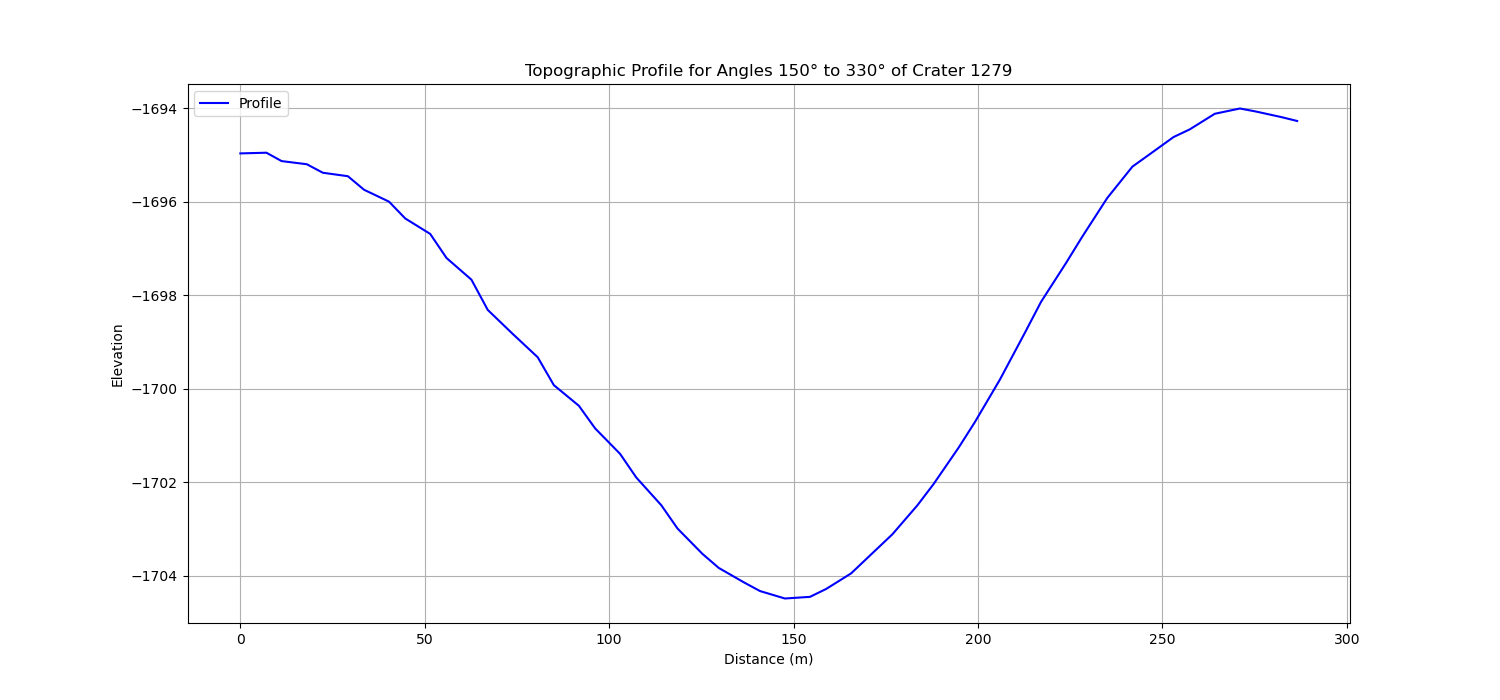 Topographic Profile for Angles 150° to 330° of Crater 1279
Profile
−1694
−1696
−1698
−1700
−1702
−1704
Elevation
0 50 100 150 200 250 300
Distance (m)